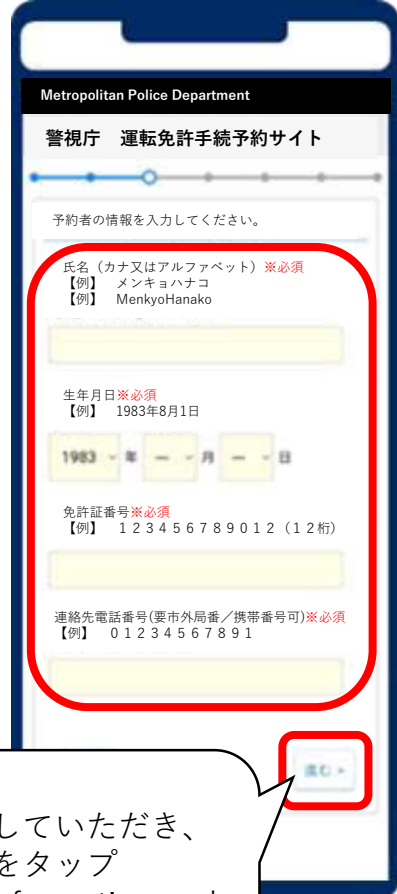 Metropolitan Police Department
警視庁　運転免許手続予約サイト
予約者の情報を入力してください。
氏名（カナ又はアルファベット）※必須
【例】　メンキョハナコ
【例】　MenkyoHanako
生年月日※必須
【例】　1983年8月1日
1983 年 － 月 － 日
免許証番号※必須
【例】　１２３４５６７８９０１２（１２桁）
連絡先電話番号(要市外局番／携帯番号可)※必須
【例】　０１２３４５６７８９１
進む >
していただき、
をタップ